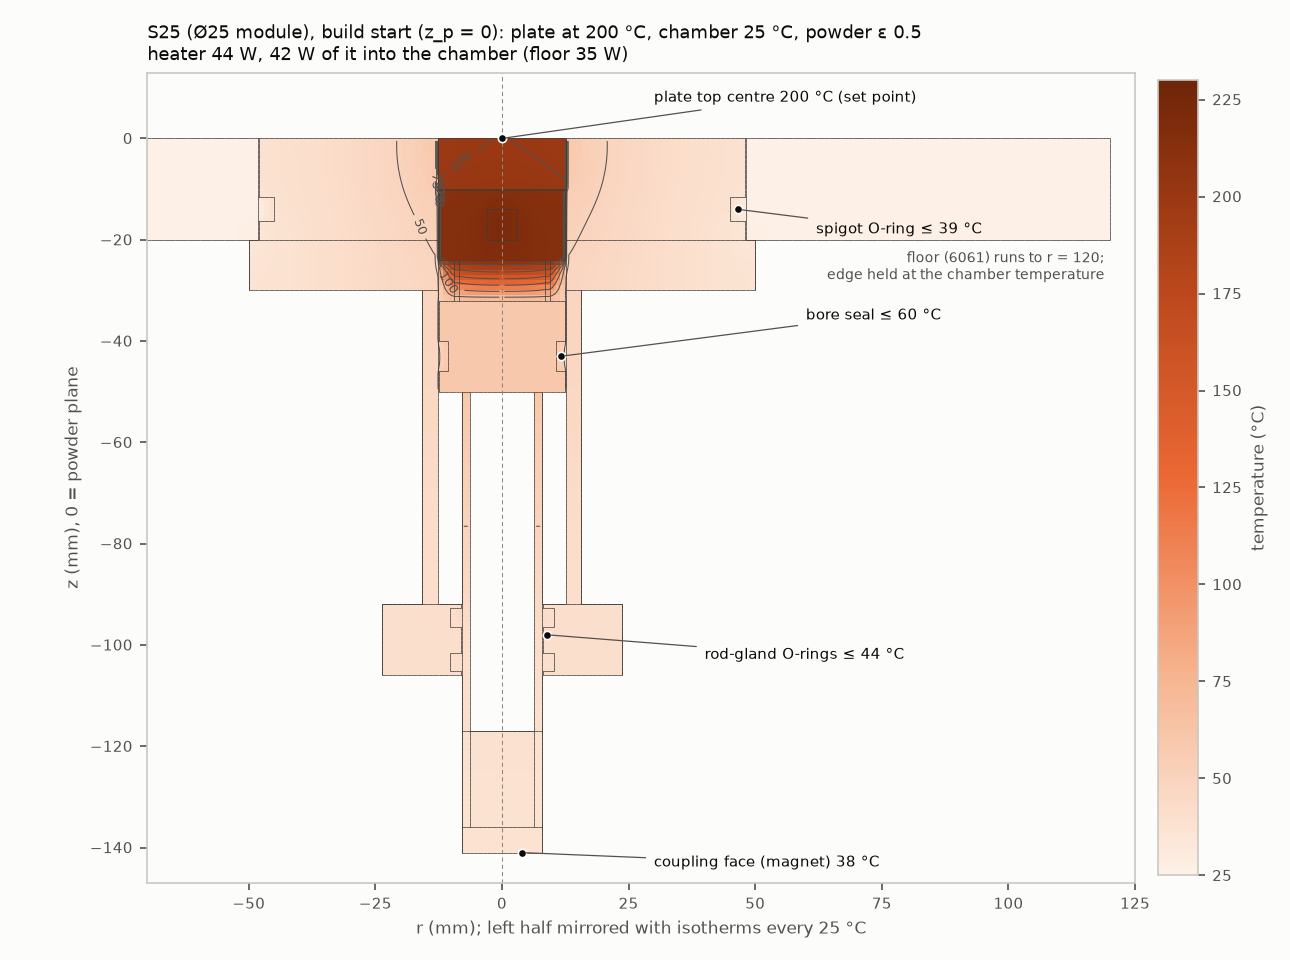 S25 (Ø25 module), build start (z_p = 0): plate at 200 °C, chamber 25 °C, powder ε 0.5
heater 44 W, 42 W of it into the chamber (floor 35 W)
plate top centre 200 °C (set point)
spigot O-ring ≤ 39 °C
floor (6061) runs to r = 120;
edge held at the chamber temperature
bore seal ≤ 60 °C
rod-gland O-rings ≤ 44 °C
coupling face (magnet) 38 °C
50
100
0
−20
−40
−60
−80
−100
−120
−140
z (mm), 0 = powder plane
−50
−25
0
25
50
75
100
125
r (mm); left half mirrored with isotherms every 25 °C
225
200
175
150
125
100
75
50
25
temperature (°C)